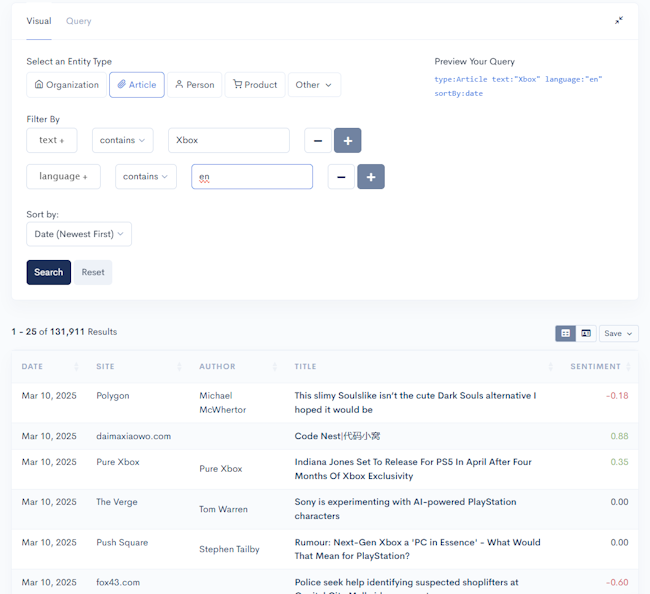 Visual Query
Select an Entity Type
Organization Article Person Product Other
Preview Your Query
type:Article text:"Xbox" language:"en"
sortBy:date
Filter By
text + contains Xbox − +
language + contains en − +
Sort by:
Date (Newest First)
Search Reset
1 - 25 of 131,911 Results
Save
DATE SITE AUTHOR TITLE SENTIMENT
Mar 10, 2025 Polygon Michael McWhertor This slimy Soulslike isn't the cute Dark Souls alternative I
hoped it would be -0.18
Mar 10, 2025 daimaxiaowo.com Code Nest|代码小窝 0.88
Mar 10, 2025 Pure Xbox Pure Xbox Indiana Jones Set To Release For PS5 In April After Four
Months Of Xbox Exclusivity 0.35
Mar 10, 2025 The Verge Tom Warren Sony is experimenting with AI-powered PlayStation
characters 0.00
Mar 10, 2025 Push Square Stephen Tailby Rumour: Next-Gen Xbox a 'PC in Essence' - What Would
That Mean for PlayStation? 0.00
Mar 10, 2025 fox43.com Police seek help identifying suspected shoplifters at -0.60